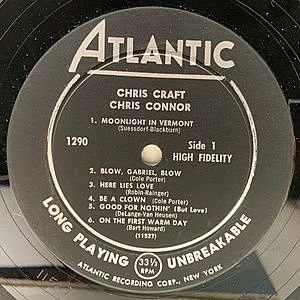 ATLANTIC
CHRIS CRAFT
CHRIS CONNOR
1. MOONLIGHT IN VERMONT
(Suessdorf-Blackburn)
1290
Side 1
HIGH FIDELITY
2. BLOW, GABRIEL, BLOW
(Cole Porter)
3. HERE LIES LOVE
(Robin-Rainger)
4. BE A CLOWN (Cole Porter)
5. GOOD FOR NOTHIN' (But Love)
(DeLange-Van Heusen)
6. ON THE FIRST WARM DAY
(Bart Howard)
(11527)
LONG PLAYING
33⅓
RPM
UNBREAKABLE
ATLANTIC RECORDING CORP., NEW YORK